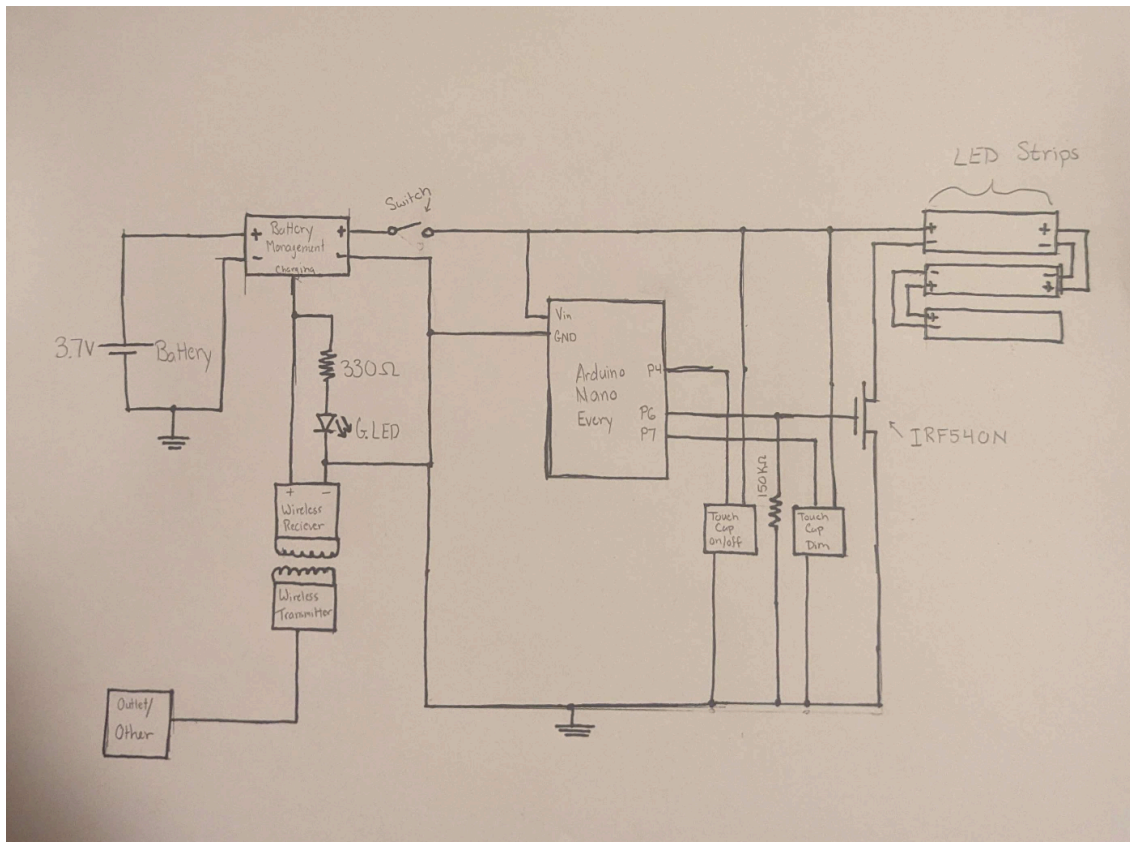 LED Strips
Switch
+
Battery
Management
Charging
-
+
-
+
-
+
-
-
+
-
+
+
-
3.7V
Battery
330Ω
G.LED
Vin
GND
Arduino
Nano
Every
P4
P6
P7
IRF540N
150KΩ
+
-
Wireless
Reciever
Touch
Cap
on/off
Touch
Cap
Dim
Wireless
Transmitter
Outlet/
Other